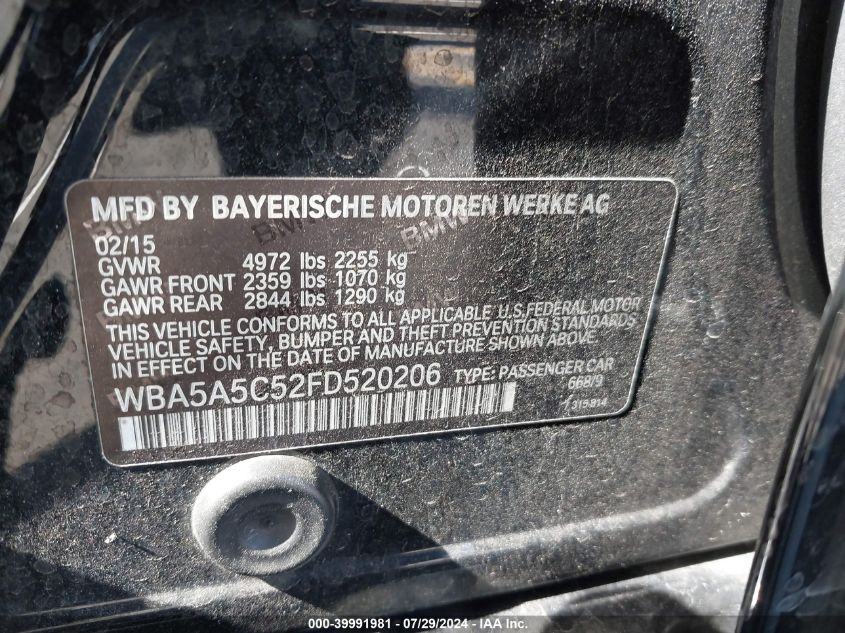 MFD BY BAYERISCHE MOTOREN WERKE AG
02/15
GVWR 4972 lbs 2255 kg
GAWR FRONT 2359 lbs 1070 kg
GAWR REAR 2844 lbs 1290 kg
THIS VEHICLE CONFORMS TO ALL APPLICABLE U.S. FEDERAL MOTOR
VEHICLE SAFETY, BUMPER AND THEFT PREVENTION STANDARDS
IN EFFECT ON THE DATE OF MANUFACTURE SHOWN ABOVE.
WBA5A5C52FD520206 TYPE: PASSENGER CAR
668/9
000-39991981 / 07/29/2024 - IAA Inc.